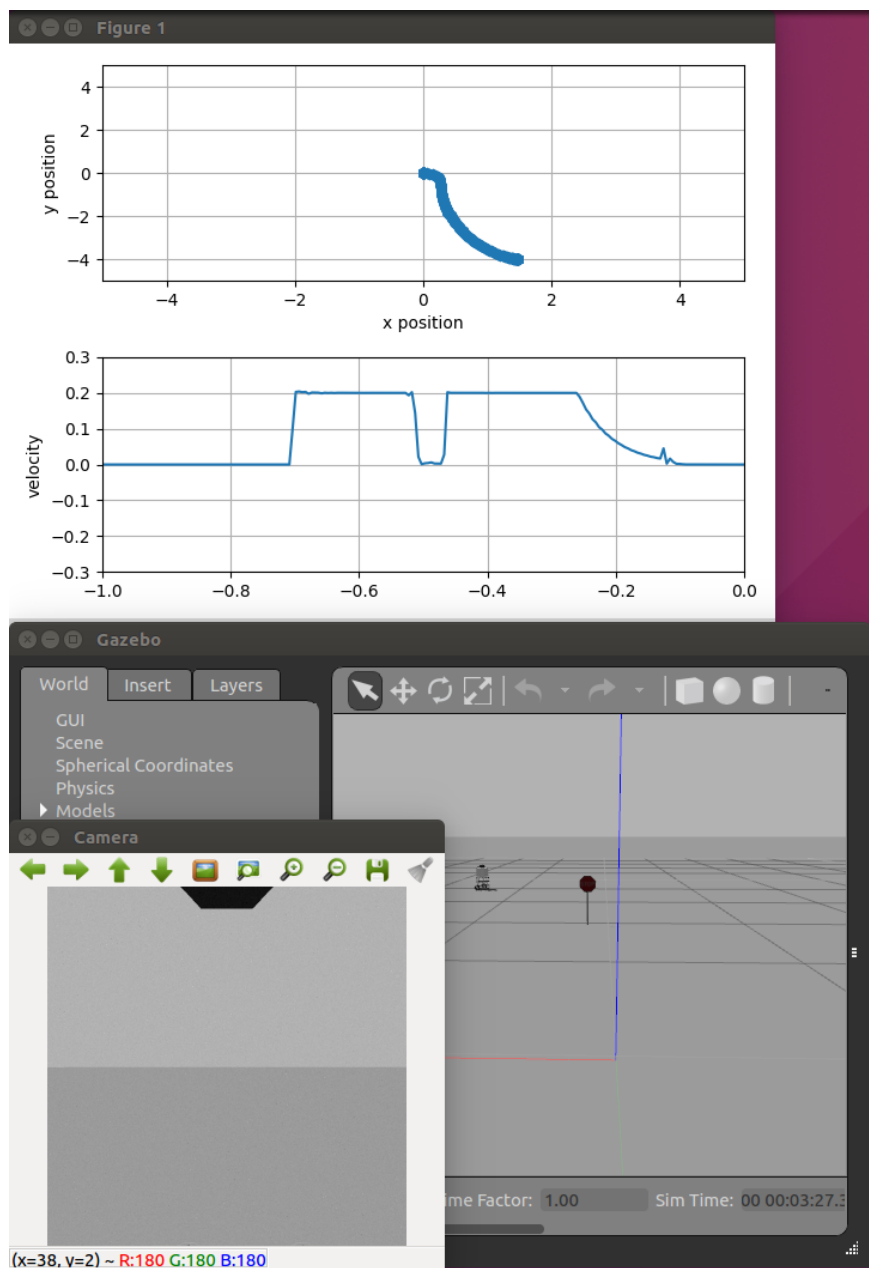 Figure 1
4
2
0
−2
−4
y position
−4 −2 0 2 4
x position
0.3
0.2
0.1
0.0
−0.1
−0.2
−0.3
velocity
−1.0 −0.8 −0.6 −0.4 −0.2 0.0
Gazebo
World Insert Layers
GUI
Scene
Spherical Coordinates
Physics
Models
Camera
ime Factor: 1.00 Sim Time: 00 00:03:27.3
(x=38, y=2) ~ R:180 G:180 B:180